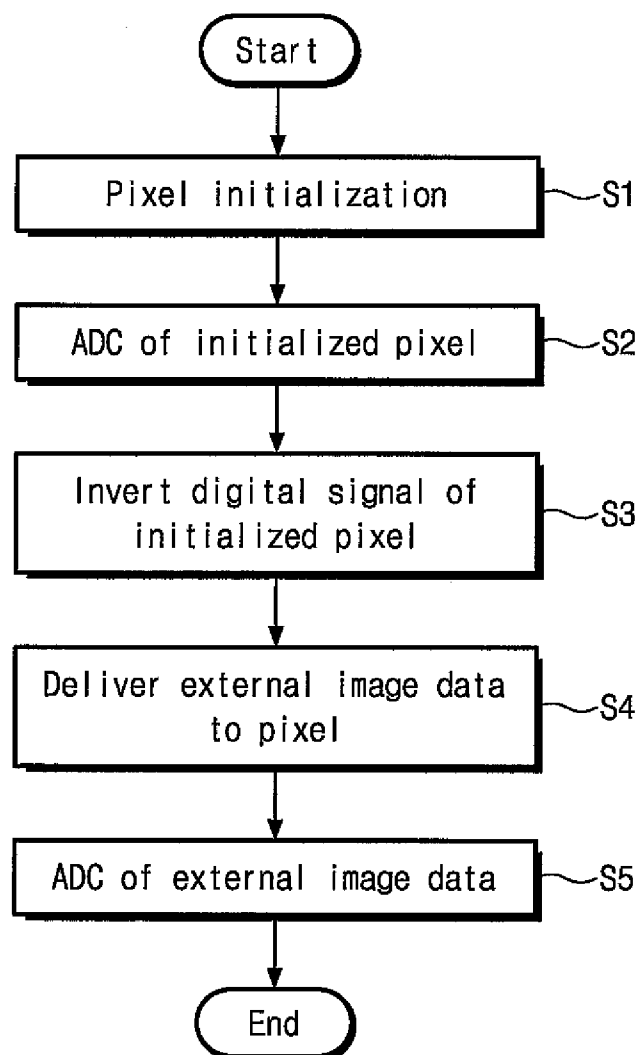 Start
Pixel initialization
S1
ADC of initialized pixel
S2
Invert digital signal of
initialized pixel
S3
Deliver external image data
to pixel
S4
ADC of external image data
S5
End